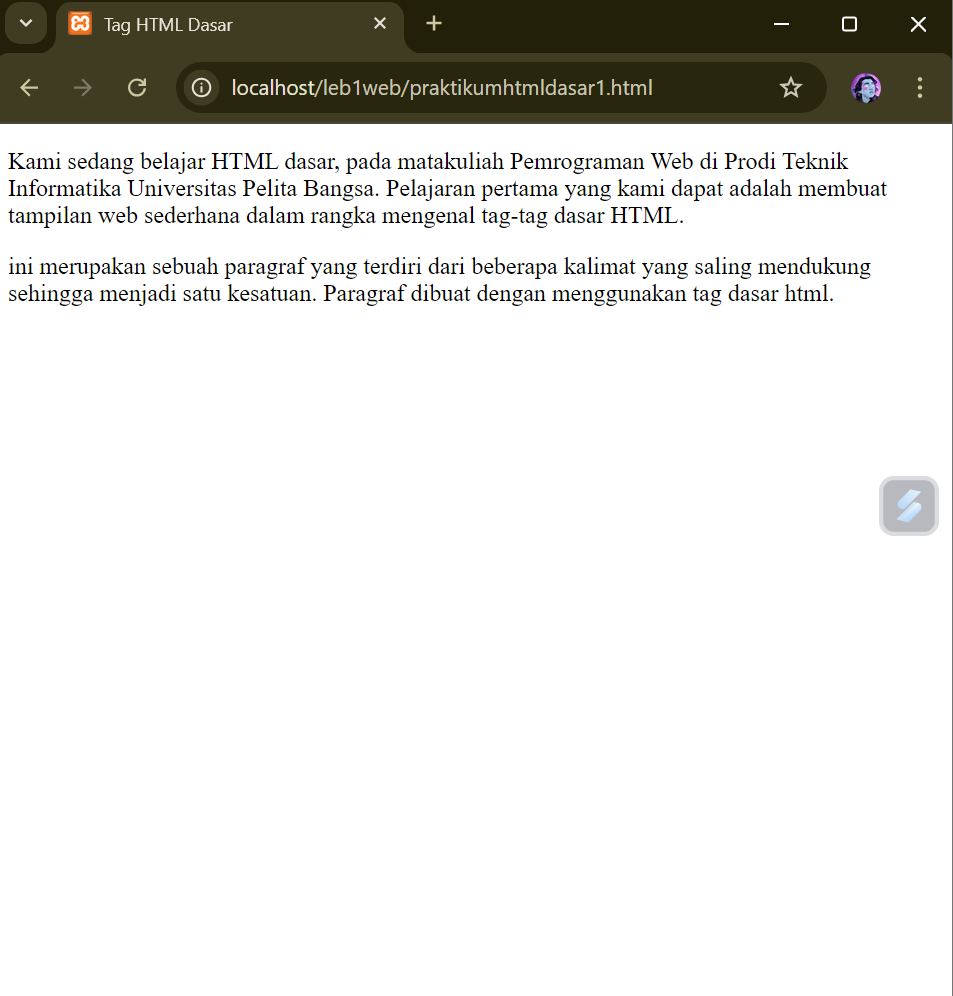 Tag HTML Dasar
localhost/leb1web/praktikumhtmldasar1.html
Kami sedang belajar HTML dasar, pada matakuliah Pemrograman Web di Prodi Teknik
Informatika Universitas Pelita Bangsa. Pelajaran pertama yang kami dapat adalah membuat
tampilan web sederhana dalam rangka mengenal tag-tag dasar HTML.
ini merupakan sebuah paragraf yang terdiri dari beberapa kalimat yang saling mendukung
sehingga menjadi satu kesatuan. Paragraf dibuat dengan menggunakan tag dasar html.